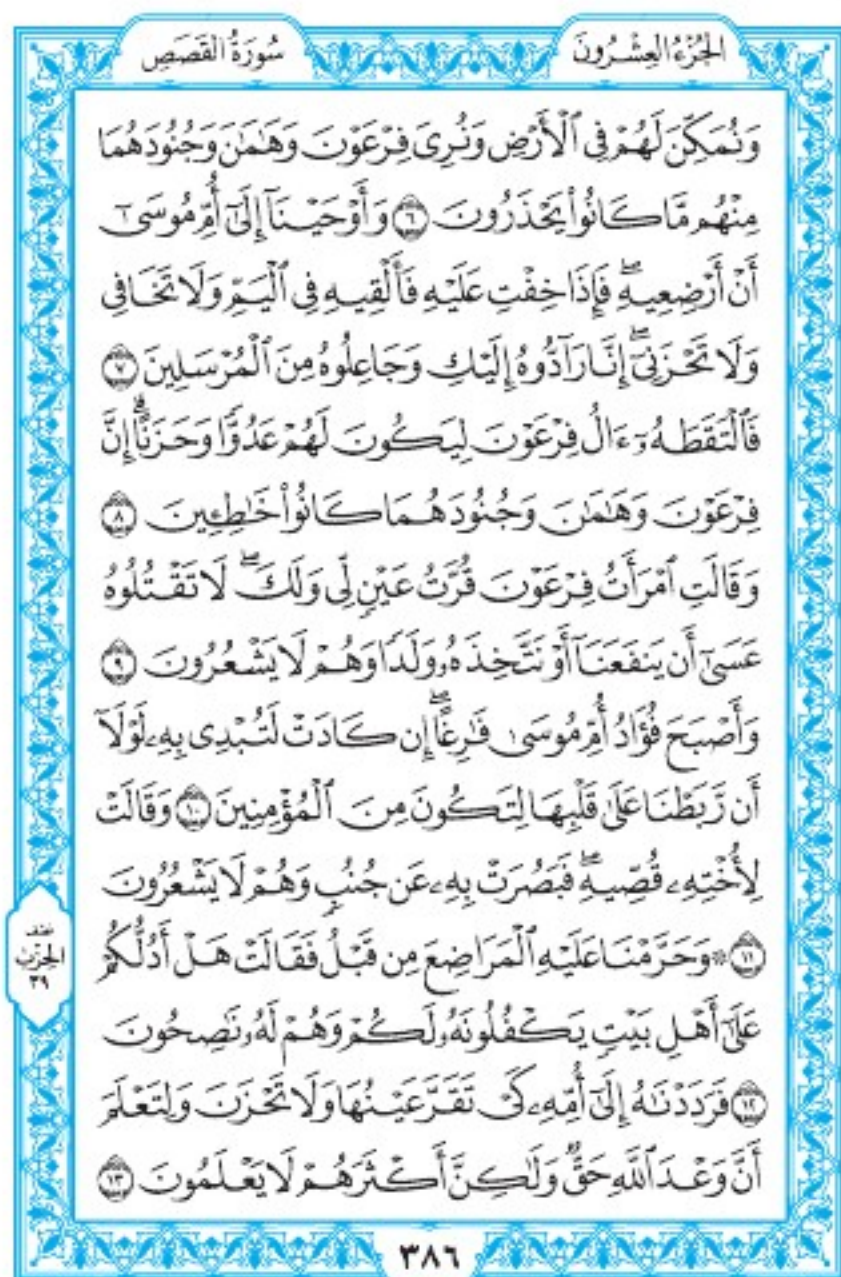 سُورَةُ القَصَصِ
الجُزْءُ العِشْرُونَ
وَنُمَكِّنَ لَهُمْ فِي ٱلْأَرْضِ وَنُرِيَ فِرْعَوْنَ وَهَٰمَٰنَ وَجُنُودَهُمَا
مِنْهُم مَّا كَانُوا۟ يَحْذَرُونَ ٦ وَأَوْحَيْنَآ إِلَىٰٓ أُمِّ مُوسَىٰٓ
أَنْ أَرْضِعِيهِ ۖ فَإِذَا خِفْتِ عَلَيْهِ فَأَلْقِيهِ فِي ٱلْيَمِّ وَلَا تَخَافِي
وَلَا تَحْزَنِيٓ ۖ إِنَّا رَآدُّوهُ إِلَيْكِ وَجَاعِلُوهُ مِنَ ٱلْمُرْسَلِينَ ٧
فَٱلْتَقَطَهُۥٓ ءَالُ فِرْعَوْنَ لِيَكُونَ لَهُمْ عَدُوًّا وَحَزَنًا ۗ إِنَّ
فِرْعَوْنَ وَهَٰمَٰنَ وَجُنُودَهُمَا كَانُوا۟ خَٰطِـِٔينَ ٨
وَقَالَتِ ٱمْرَأَتُ فِرْعَوْنَ قُرَّتُ عَيْنٍ لِّي وَلَكَ ۖ لَا تَقْتُلُوهُ
عَسَىٰٓ أَن يَنفَعَنَآ أَوْ نَتَّخِذَهُۥ وَلَدًا وَهُمْ لَا يَشْعُرُونَ ٩
وَأَصْبَحَ فُؤَادُ أُمِّ مُوسَىٰ فَٰرِغًا ۖ إِن كَادَتْ لَتُبْدِي بِهِۦ لَوْلَآ
أَن رَّبَطْنَا عَلَىٰ قَلْبِهَا لِتَكُونَ مِنَ ٱلْمُؤْمِنِينَ ١٠ وَقَالَتْ
لِأُخْتِهِۦ قُصِّيهِ ۖ فَبَصُرَتْ بِهِۦ عَن جُنُبٍ وَهُمْ لَا يَشْعُرُونَ
١١ ۞ وَحَرَّمْنَا عَلَيْهِ ٱلْمَرَاضِعَ مِن قَبْلُ فَقَالَتْ هَلْ أَدُلُّكُمْ
عَلَىٰٓ أَهْلِ بَيْتٍ يَكْفُلُونَهُۥ لَكُمْ وَهُمْ لَهُۥ نَٰصِحُونَ
١٢ فَرَدَدْنَٰهُ إِلَىٰٓ أُمِّهِۦ كَيْ تَقَرَّ عَيْنُهَا وَلَا تَحْزَنَ وَلِتَعْلَمَ
أَنَّ وَعْدَ ٱللَّهِ حَقٌّ وَلَٰكِنَّ أَكْثَرَهُمْ لَا يَعْلَمُونَ ١٣
نصف
الحزب
٣٩
٣٨٦